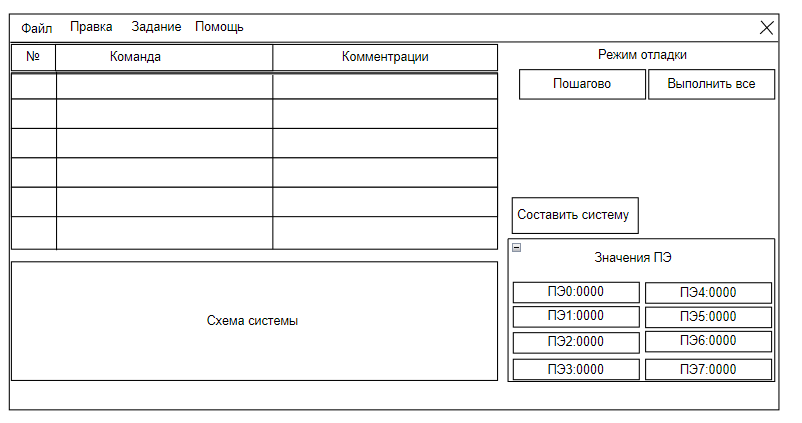 Файл Правка Задание Помощь
№ Команда Комментрации
Режим отладки
Пошагово Выполнить все
Составить систему
Значения ПЭ
ПЭ0:0000 ПЭ4:0000
ПЭ1:0000 ПЭ5:0000
ПЭ2:0000 ПЭ6:0000
ПЭ3:0000 ПЭ7:0000
Схема системы